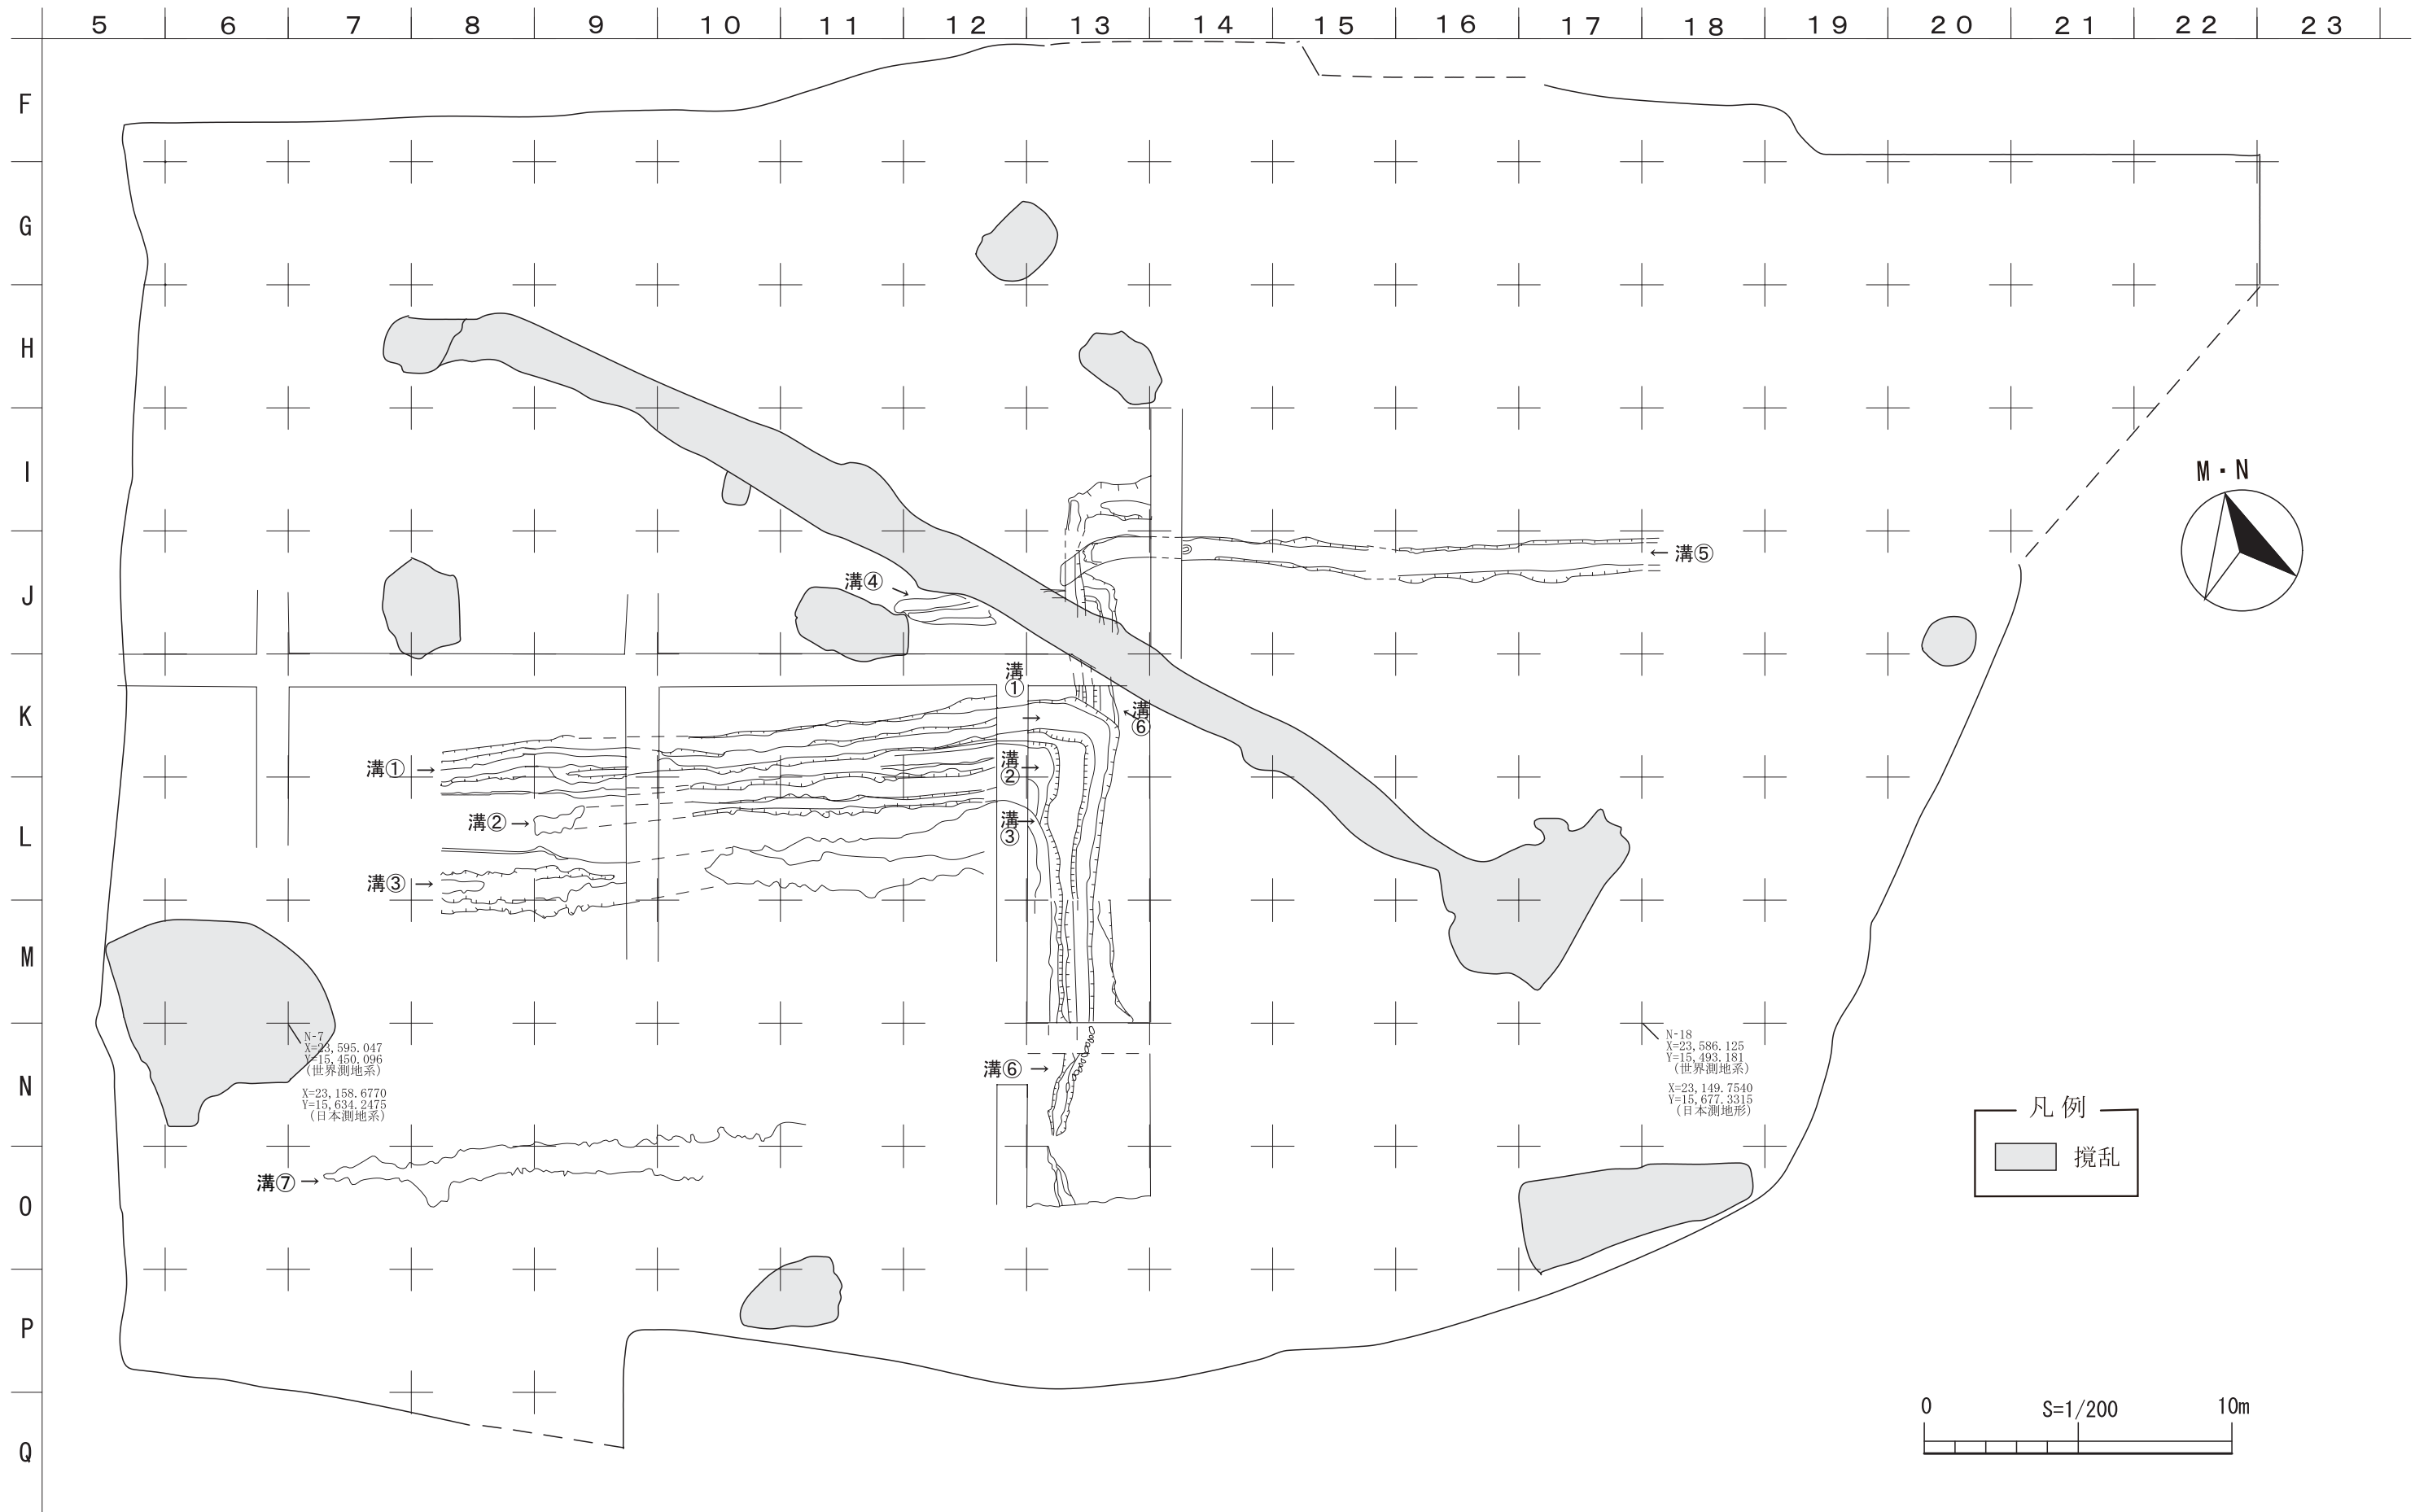 5 6 7 8 9 10 11 12 13 14 15 16 17 18 19 20 21 22 23
F
G
H
I
M・N
溝⑤
溝④
J
溝
①
K
溝
⑥
溝①
溝
②
溝②
溝
③
L
溝③
M
N-7
X=23,595.047
Y=15,450.096
(世界測地系)
X=23,158.6770
Y=15,634.2475
(日本測地系)
N-18
X=23,586.125
Y=15,493.181
(世界測地系)
X=23,149.7540
Y=15,677.3315
(日本測地形)
溝⑥
N
凡例
撹乱
溝⑦
O
P
0 S=1/200 10m
Q